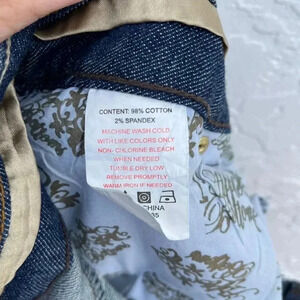 CONTENT: 98% COTTON
2% SPANDEX
MACHINE WASH COLD
WITH LIKE COLORS ONLY
NON- CHLORINE BLEACH
WHEN NEEDED
TUMBLE DRY LOW
REMOVE PROMPTLY
WARM IRON IF NEEDED
CHINA